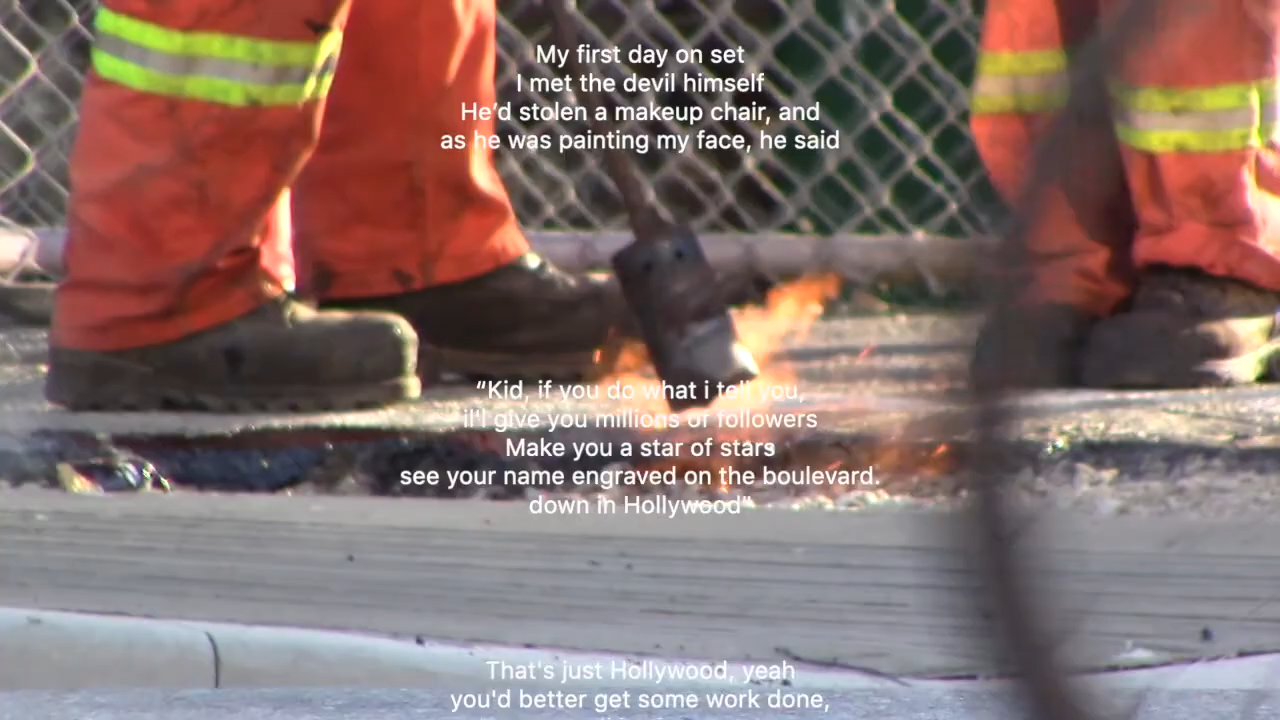 My first day on set
I met the devil himself
He’d stolen a makeup chair, and
as he was painting my face, he said
“Kid, if you do what i tell you,
il'l give you millions of followers
Make you a star of stars
see your name engraved on the boulevard.
down in Hollywood”
That's just Hollywood, yeah
you'd better get some work done,